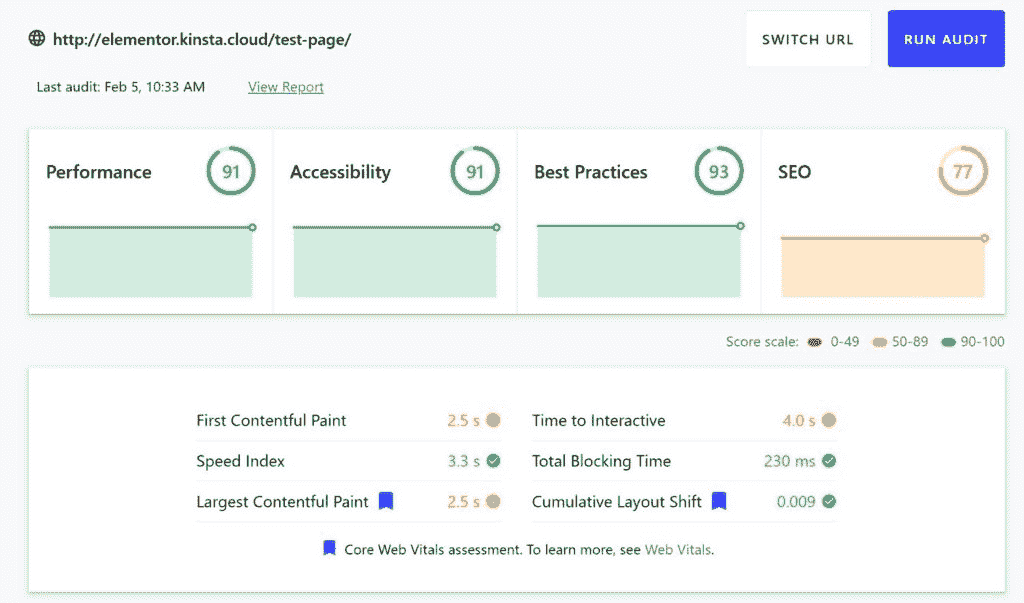 http://elementor.kinsta.cloud/test-page/
SWITCH URL
RUN AUDIT
Last audit: Feb 5, 10:33 AM
View Report
Performance 91
Accessibility 91
Best Practices 93
SEO 77
Score scale: 0-49 50-89 90-100
First Contentful Paint 2.5 s
Time to Interactive 4.0 s
Speed Index 3.3 s
Total Blocking Time 230 ms
Largest Contentful Paint 2.5 s
Cumulative Layout Shift 0.009
Core Web Vitals assessment. To learn more, see Web Vitals.